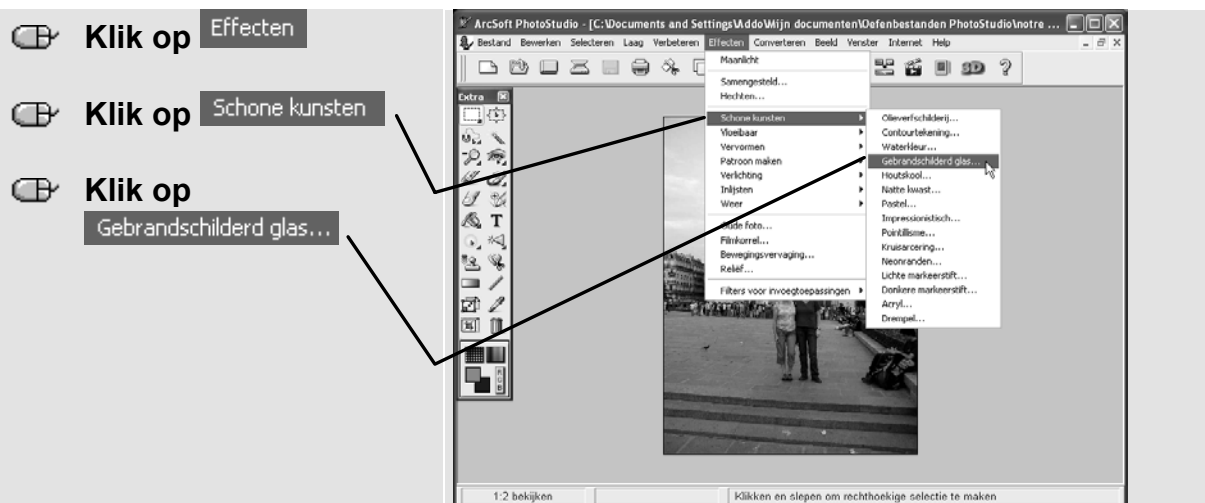 Klik op Effecten
Klik op Schone kunsten
Klik op
Gebrandschilderd glas...
ArcSoft PhotoStudio - [C:\Documents and Settings\Addo\Mijn documenten\Oefenbestanden PhotoStudio\notre ...
Bestand Bewerken Selecteren Laag Verbeteren Effecten Converteren Beeld Venster Internet Help
3D ?
Extra
T
R
G
B
Maanlicht
Samengesteld...
Hechten...
Schone kunsten
Vloeibaar
Vervormen
Patroon maken
Verlichting
Inlijsten
Weer
Oude foto...
Filmkorrel...
Bewegingsvervaging...
Relief...
Filters voor invoegtoepassingen
Olieverfschilderij...
Contourtekening...
Waterkleur...
Gebrandschilderd glas...
Houtskool...
Natte kwast...
Pastel...
Impressionistisch...
Pointillisme...
Kruisarcering...
Neonranden...
Lichte markeerstift...
Donkere markeerstift...
Acryl...
Drempel...
1:2 bekijken
Klikken en slepen om rechthoekige selectie te maken